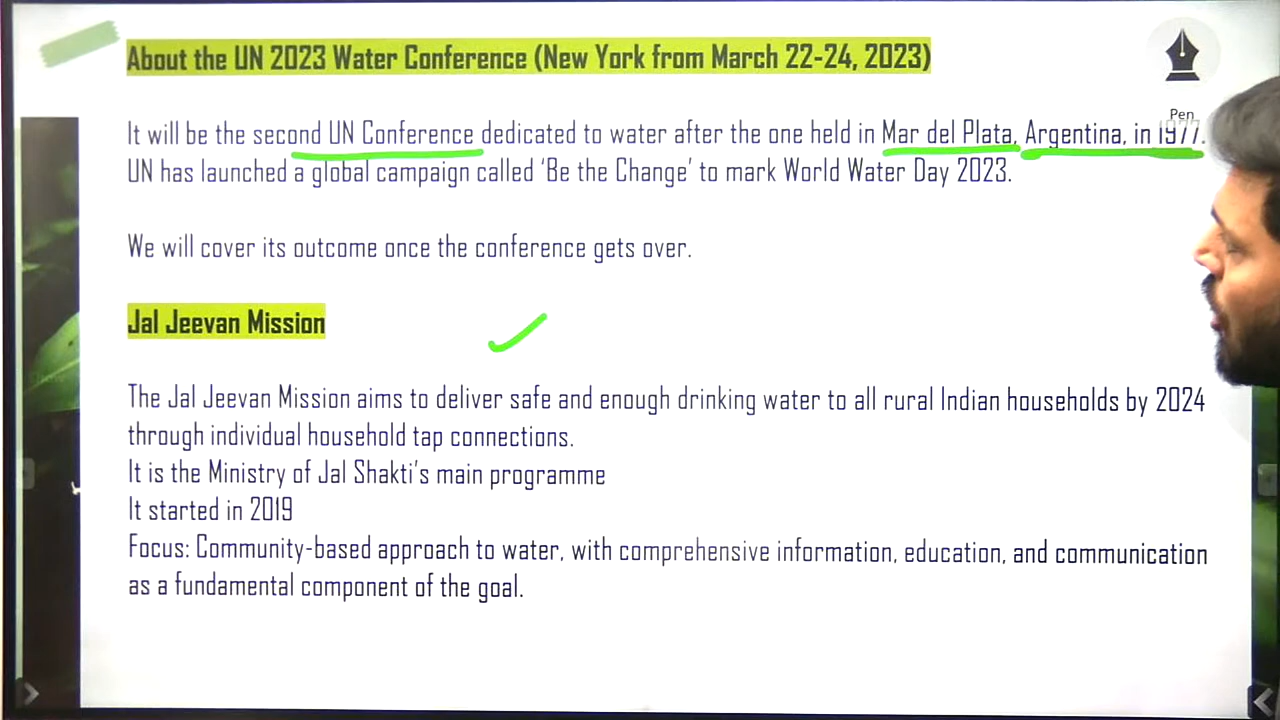 About the UN 2023 Water Conference (New York from March 22-24, 2023)
Pen
It will be the second UN Conference dedicated to water after the one held in Mar del Plata, Argentina, in 1977.
UN has launched a global campaign called ‘Be the Change’ to mark World Water Day 2023.
We will cover its outcome once the conference gets over.
Jal Jeevan Mission
The Jal Jeevan Mission aims to deliver safe and enough drinking water to all rural Indian households by 2024
through individual household tap connections.
It is the Ministry of Jal Shakti’s main programme
It started in 2019
Focus: Community-based approach to water, with comprehensive information, education, and communication
as a fundamental component of the goal.